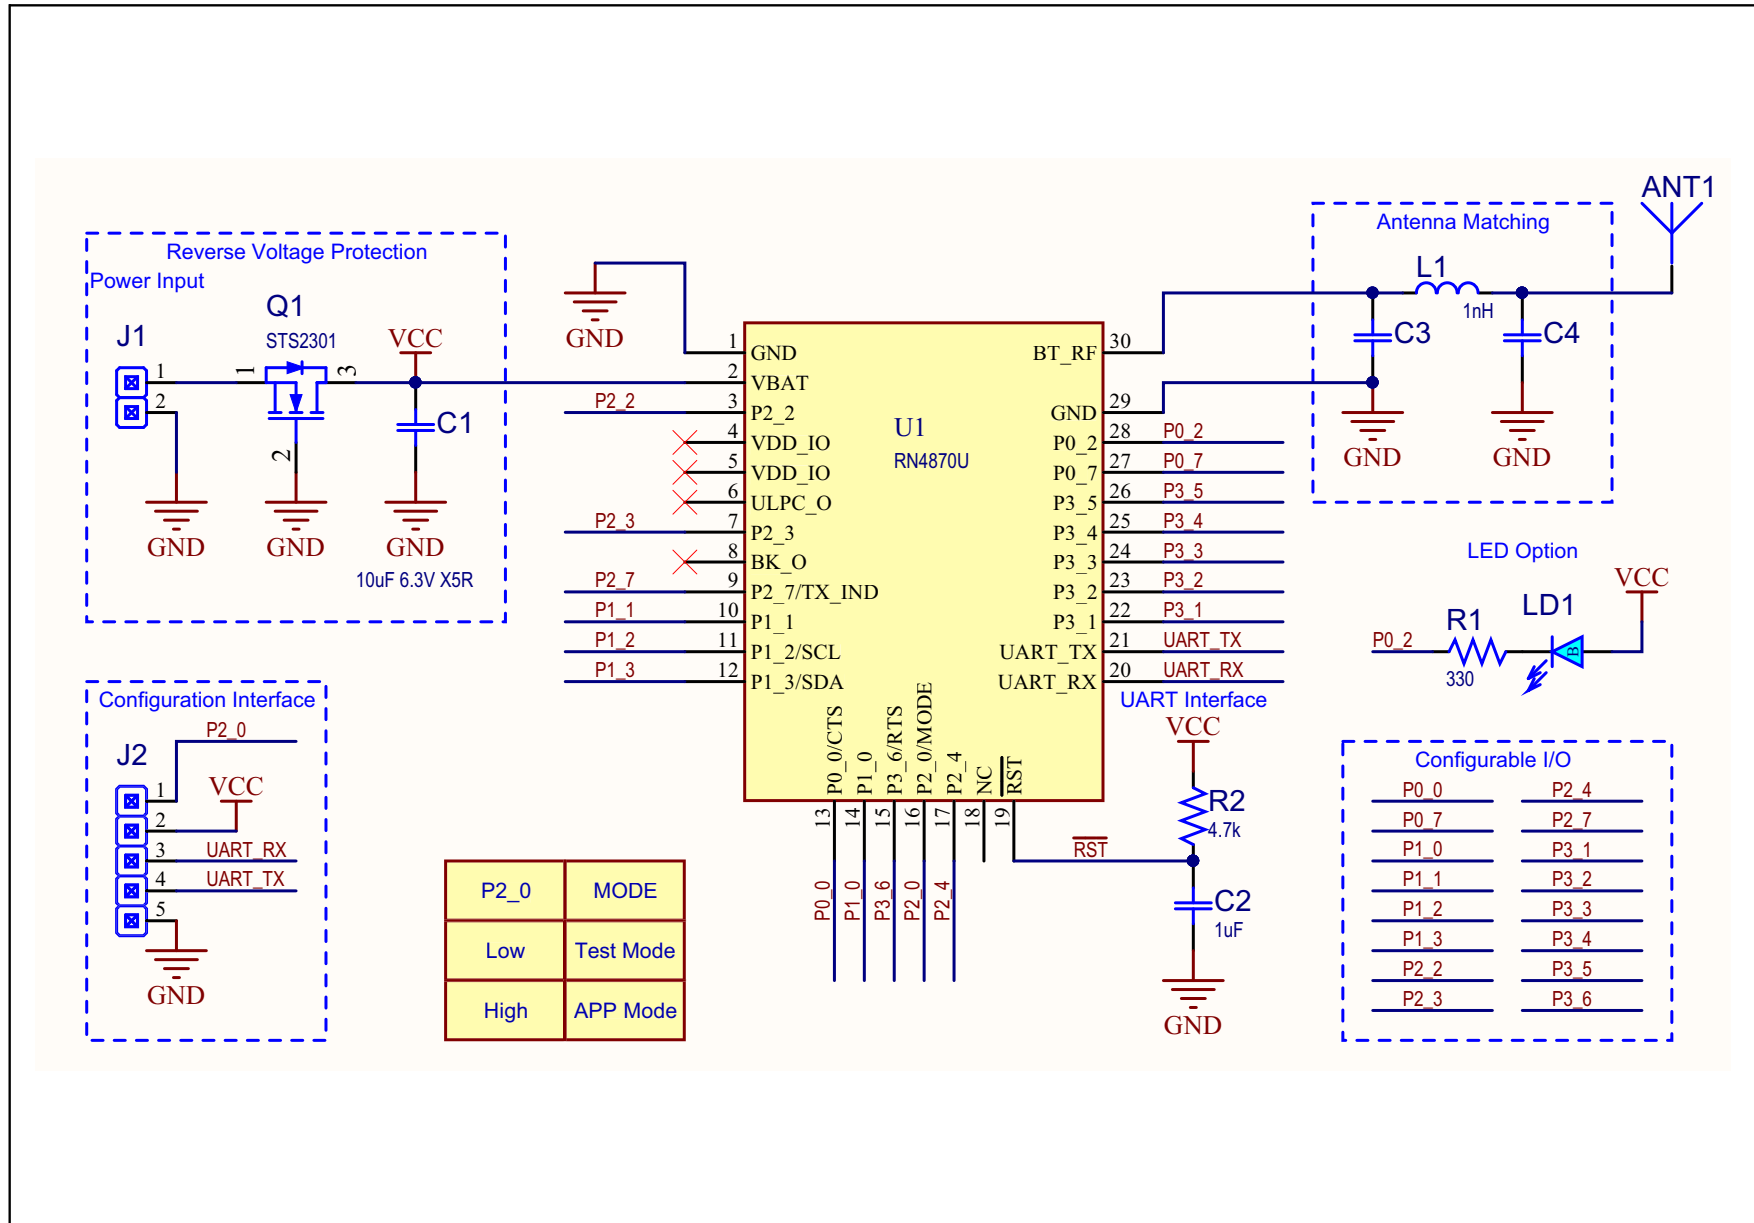 Reverse Voltage Protection
Power Input
J1
1
2
Q1
STS2301
1
3
2
VCC
C1
GND
GND
GND
10uF 6.3V X5R
GND
1
2
P2_2 3
4
5
6
P2_3 7
8
P2_7 9
P1_1 10
P1_2 11
P1_3 12
GND
VBAT
P2_2
VDD_IO
VDD_IO
ULPC_O
P2_3
BK_O
P2_7/TX_IND
P1_1
P1_2/SCL
P1_3/SDA
U1
RN4870U
BT_RF
GND
P0_2
P0_7
P3_5
P3_4
P3_3
P3_2
P3_1
UART_TX
UART_RX
30
29
28 P0_2
27 P0_7
26 P3_5
25 P3_4
24 P3_3
23 P3_2
22 P3_1
21 UART_TX
20 UART_RX
UART Interface
P0_0/CTS
P1_0
P3_6/RTS
P2_0/MODE
P2_4
NC
RST
13
14
15
16
17
18
19
P0_0
P1_0
P3_6
P2_0
P2_4
RST
VCC
R2
4.7k
C2
1uF
GND
ANT1
Antenna Matching
L1
1nH
C3
C4
GND
GND
LED Option
VCC
LD1
B
R1
330
P0_2
Configuration Interface
P2_0
J2
VCC
1
2
3 UART_RX
4 UART_TX
5
GND
P2_0 MODE
Low Test Mode
High APP Mode
Configurable I/O
P0_0 P2_4
P0_7 P2_7
P1_0 P3_1
P1_1 P3_2
P1_2 P3_3
P1_3 P3_4
P2_2 P3_5
P2_3 P3_6